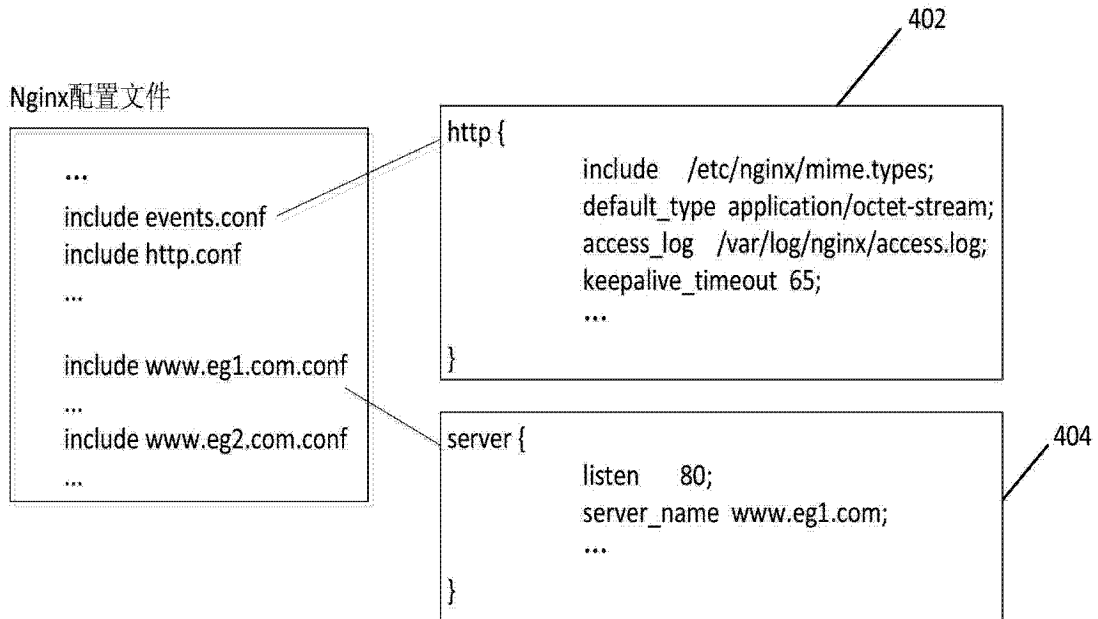 402
Nginx配置文件
...
include events.conf
include http.conf
...
include www.eg1.com.conf
...
include www.eg2.com.conf
...
http {
include /etc/nginx/mime.types;
default_type application/octet-stream;
access_log /var/log/nginx/access.log;
keepalive_timeout 65;
...
}
404
server {
listen 80;
server_name www.eg1.com;
...
}